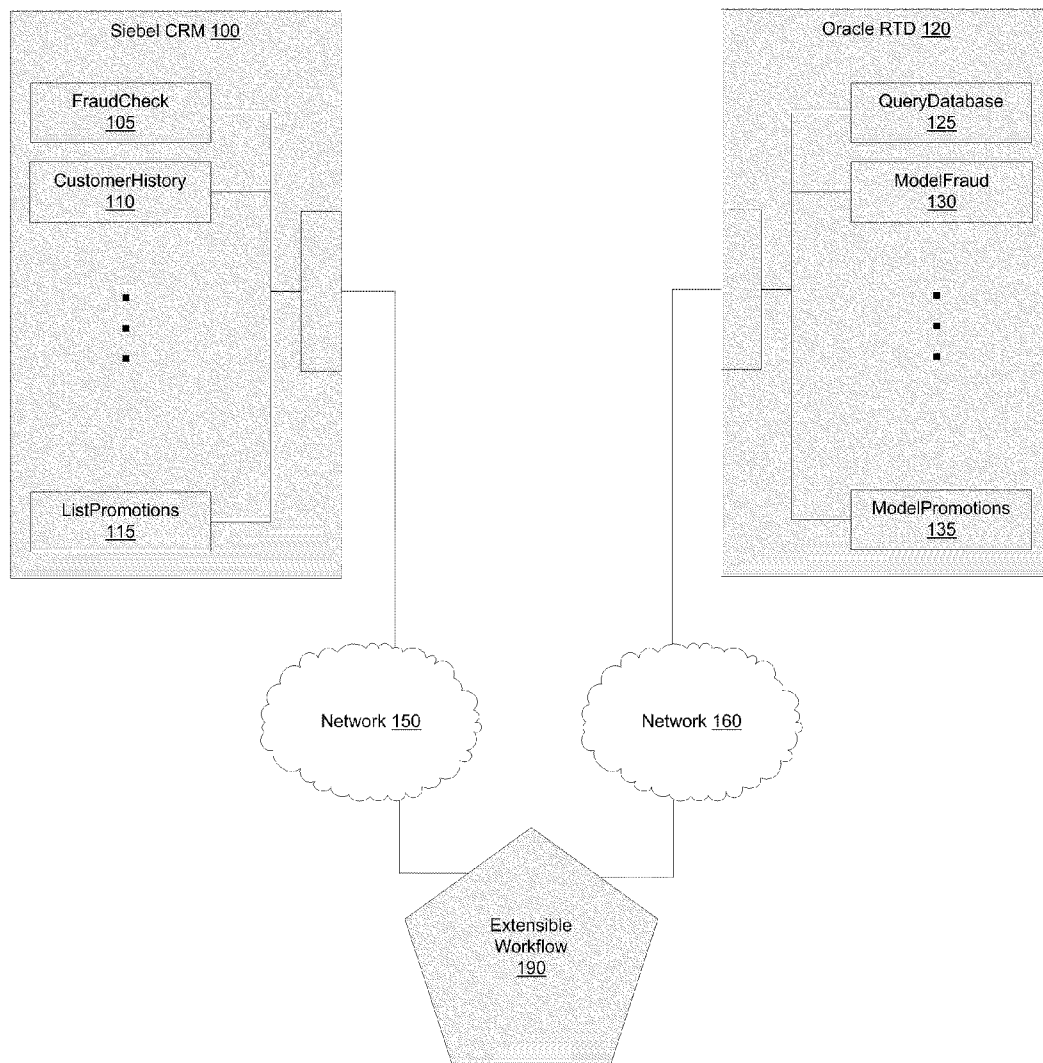 Siebel CRM 100
FraudCheck
105
CustomerHistory
110
ListPromotions
115
Oracle RTD 120
QueryDatabase
125
ModelFraud
130
ModelPromotions
135
Network 150
Network 160
Extensible
Workflow
190